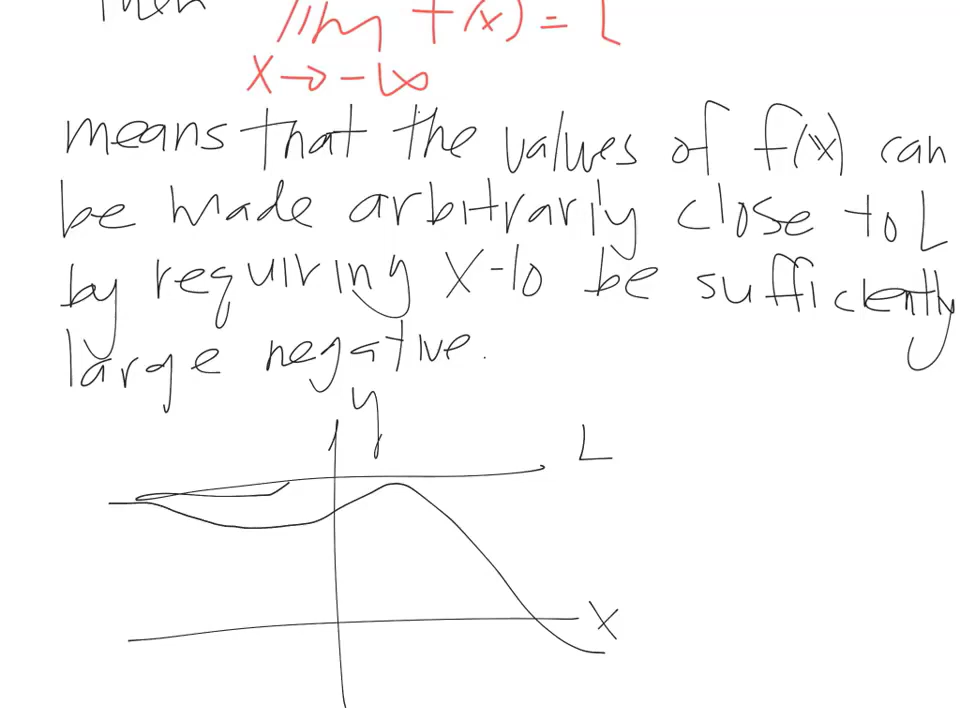 Then lim f(x) = L
x → -∞
means that the values of f(x) can
be made arbitrarily close to L
by requiring x-to be sufficiently
large negative.
y
L
x